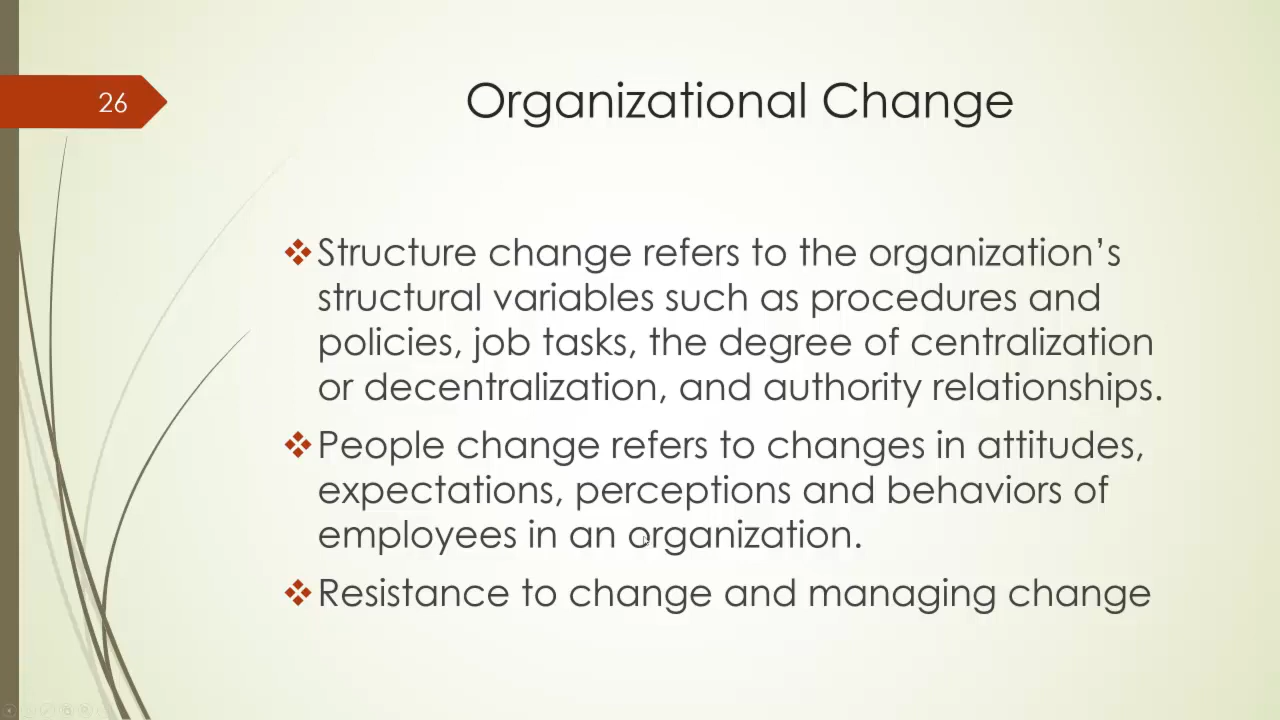 26
Organizational Change
Structure change refers to the organization’s
structural variables such as procedures and
policies, job tasks, the degree of centralization
or decentralization, and authority relationships.
People change refers to changes in attitudes,
expectations, perceptions and behaviors of
employees in an organization.
Resistance to change and managing change